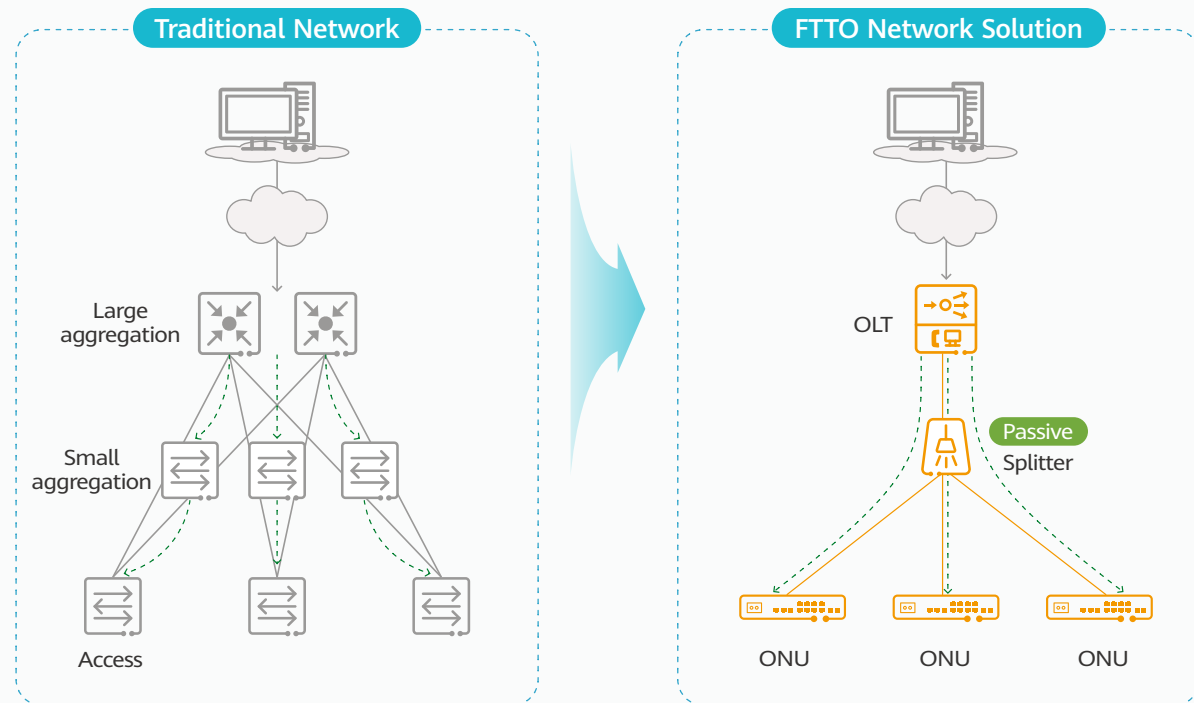 Traditional Network
FTTO Network Solution
Large
aggregation
Small
aggregation
Access
OLT
Passive
Splitter
ONU
ONU
ONU